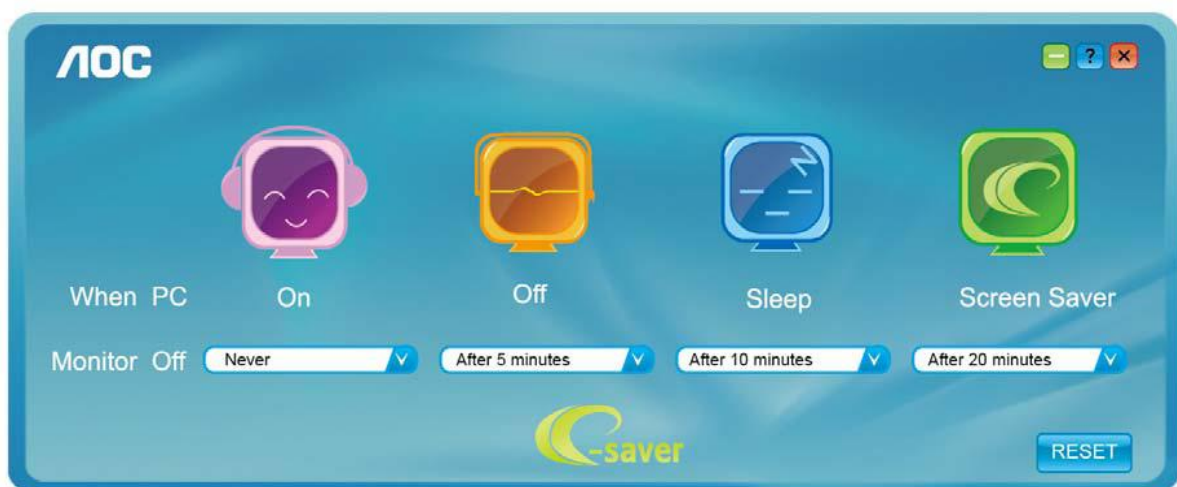 AOC
?
When PC On Off Sleep Screen Saver
Monitor Off Never After 5 minutes After 10 minutes After 20 minutes
e-saver
RESET